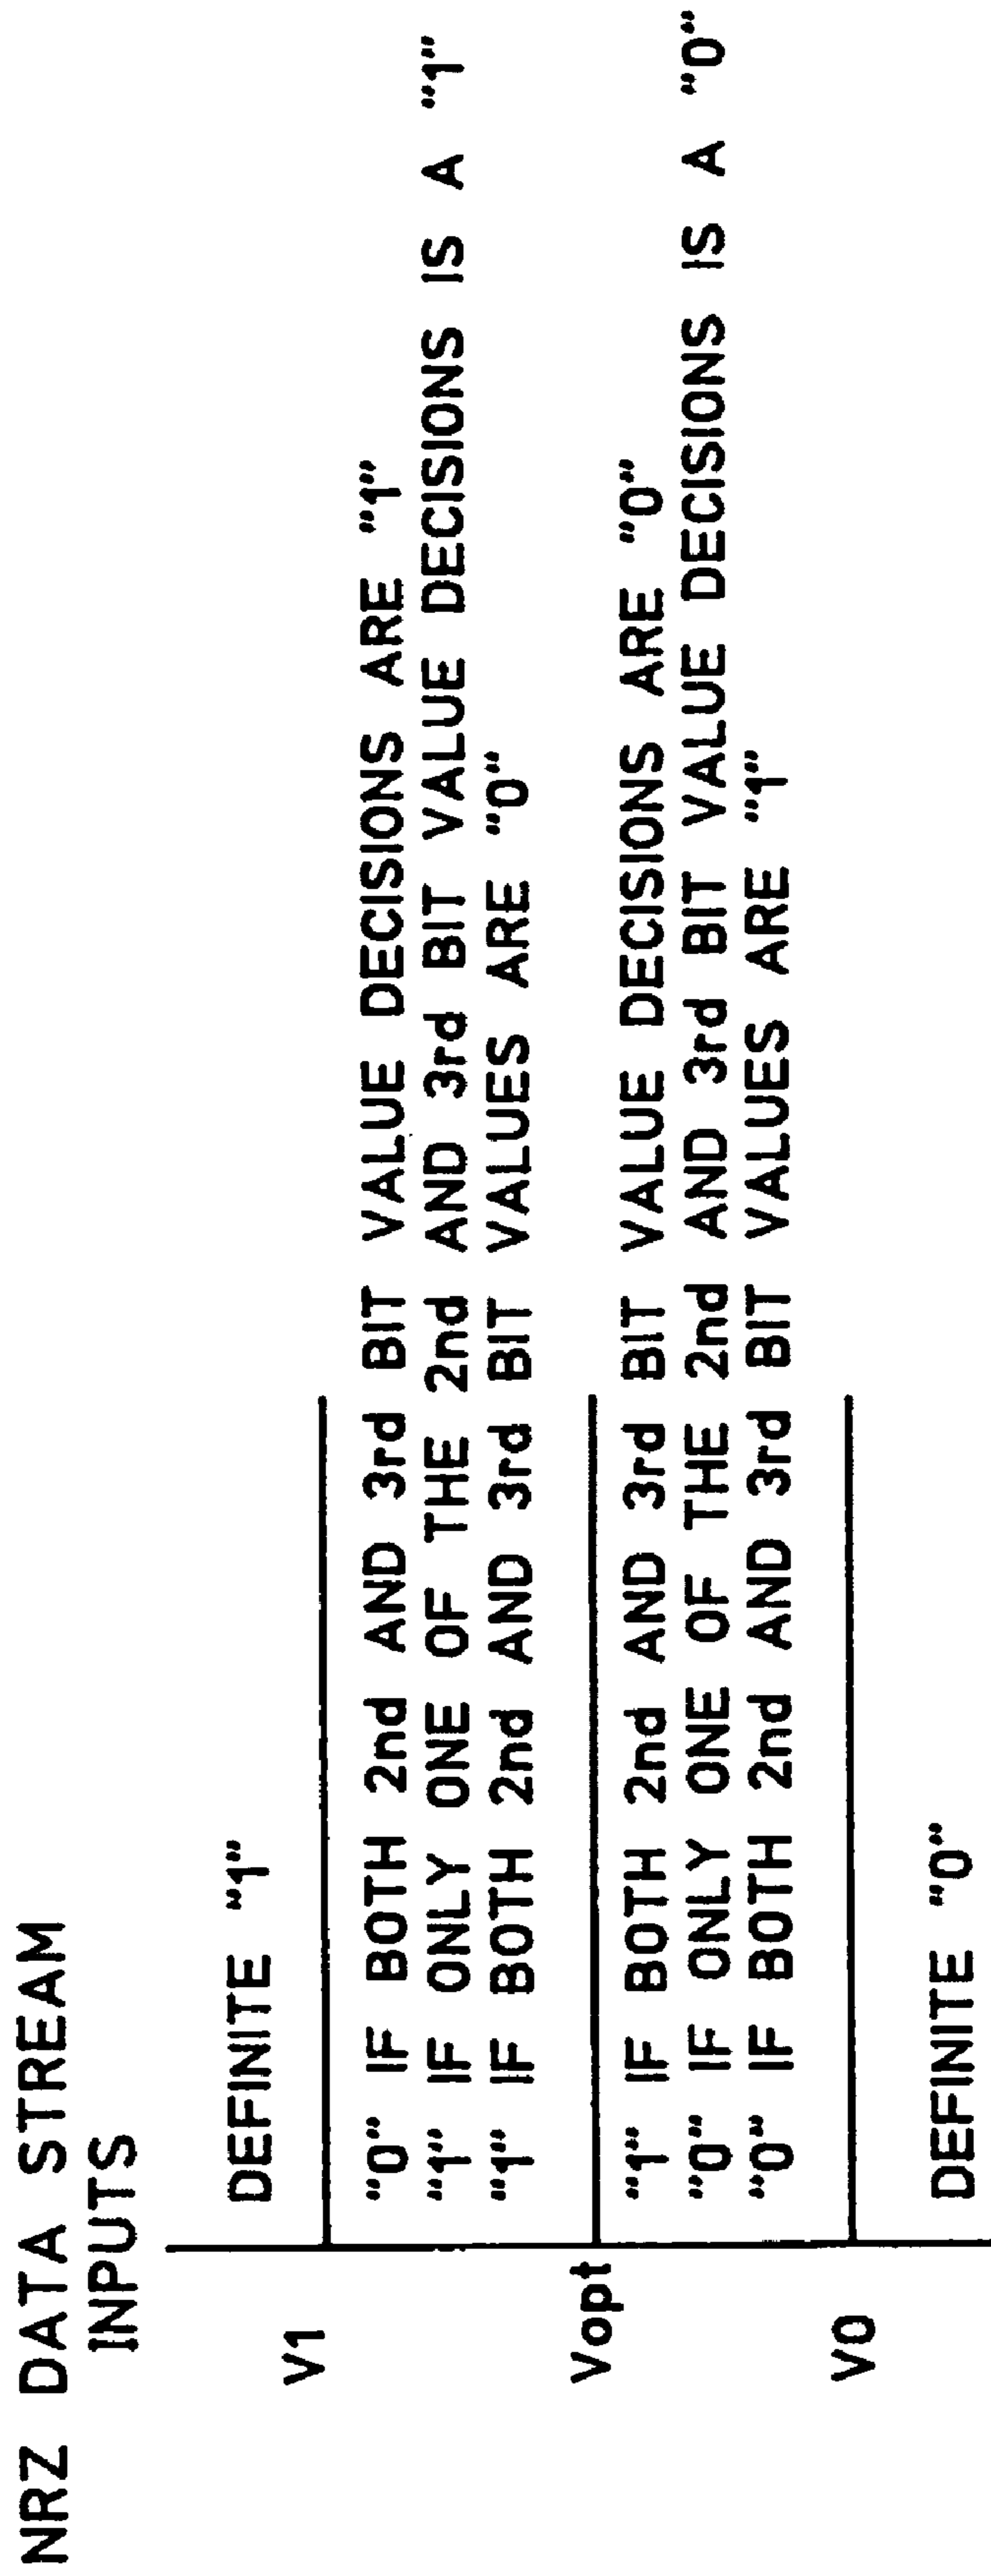 NRZ DATA STREAM
INPUTS
DEFINITE "1"
V1
"0" IF BOTH 2nd AND 3rd BIT VALUE DECISIONS ARE "1"
"1" IF ONLY ONE OF THE 2nd AND 3rd BIT VALUE DECISIONS IS A "1"
"1" IF BOTH 2nd AND 3rd BIT VALUES ARE "0"
Vopt
"1" IF BOTH 2nd AND 3rd BIT VALUE DECISIONS ARE "0"
"0" IF ONLY ONE OF THE 2nd AND 3rd BIT VALUE DECISIONS IS A "0"
"0" IF BOTH 2nd AND 3rd BIT VALUES ARE "1"
V0
DEFINITE "0"